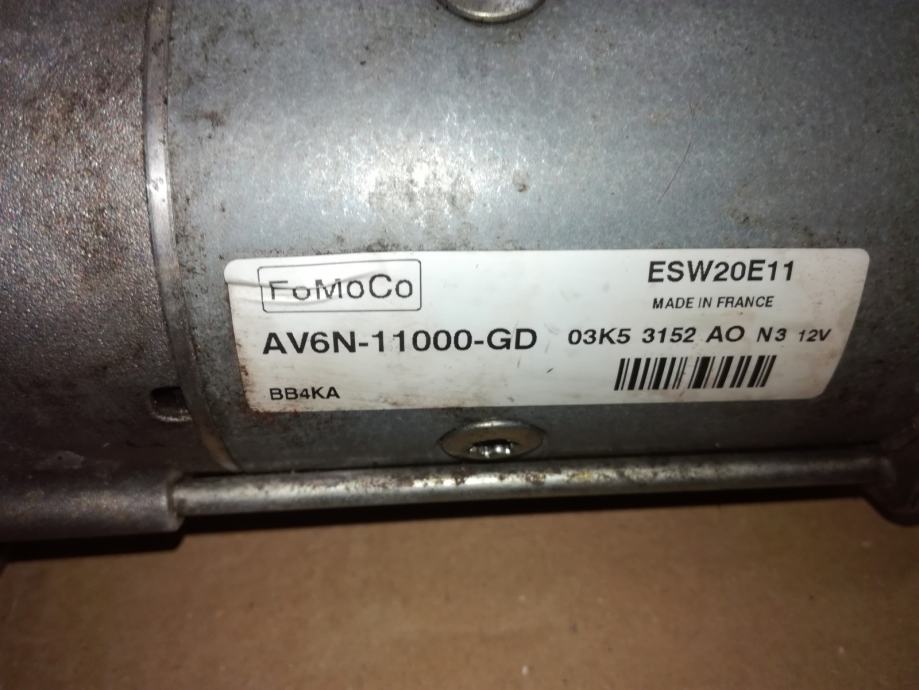 FoMoCo
ESW20E11
MADE IN FRANCE
AV6N-11000-GD 03K5 3152 AO N3 12V
BB4KA